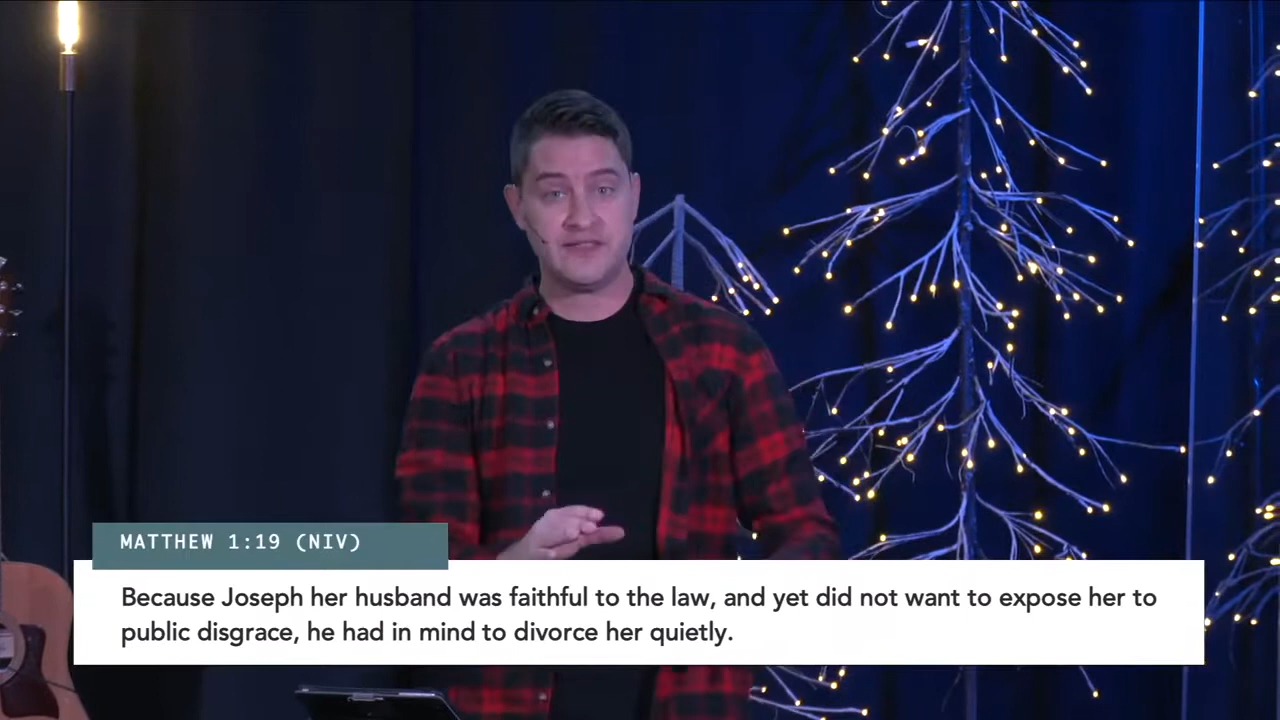 MATTHEW 1:19 (NIV)
Because Joseph her husband was faithful to the law, and yet did not want to expose her to
public disgrace, he had in mind to divorce her quietly.